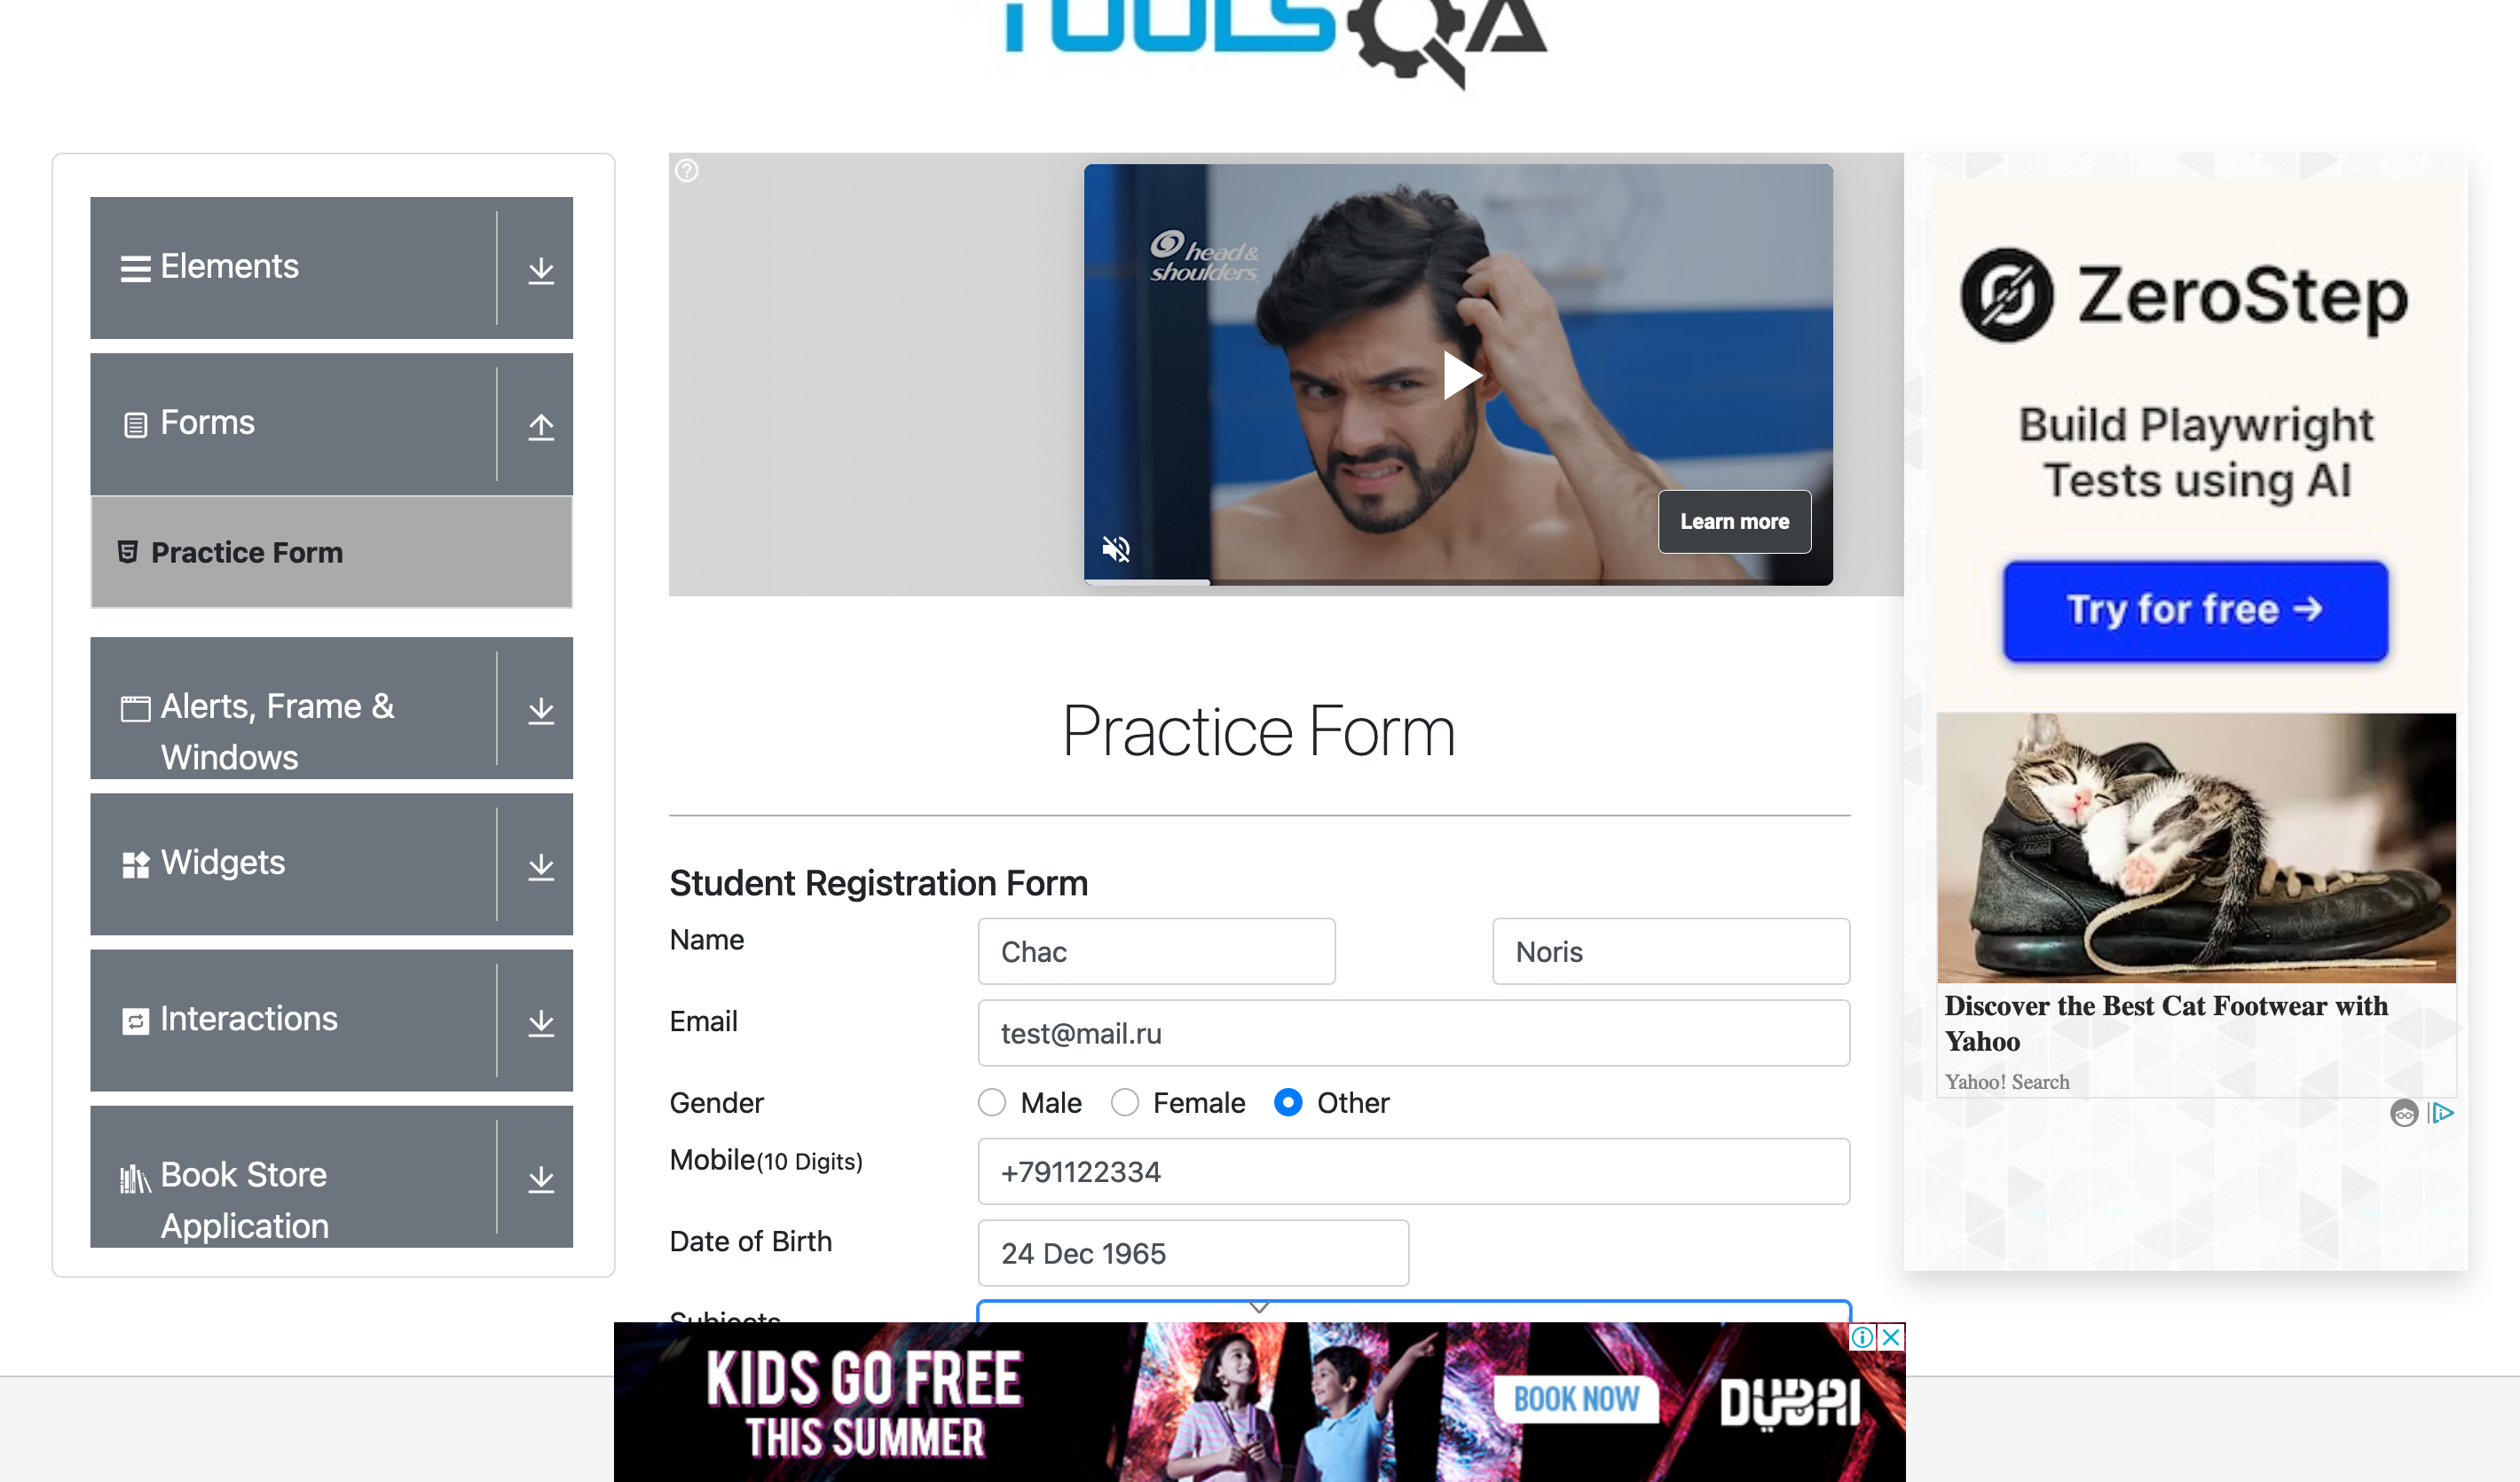 TOOLSQA
Elements
Forms
Practice Form
Alerts, Frame &
Windows
Widgets
Interactions
Book Store
Application
head&
shoulders
Learn more
Practice Form
Student Registration Form
Name
Chac
Noris
Email
test@mail.ru
Gender
Male
Female
Other
Mobile(10 Digits)
+791122334
Date of Birth
24 Dec 1965
Subjects
KIDS GO FREE
THIS SUMMER
BOOK NOW
DUBAI
ZeroStep
Build Playwright
Tests using AI
Try for free →
Discover the Best Cat Footwear with
Yahoo
Yahoo! Search